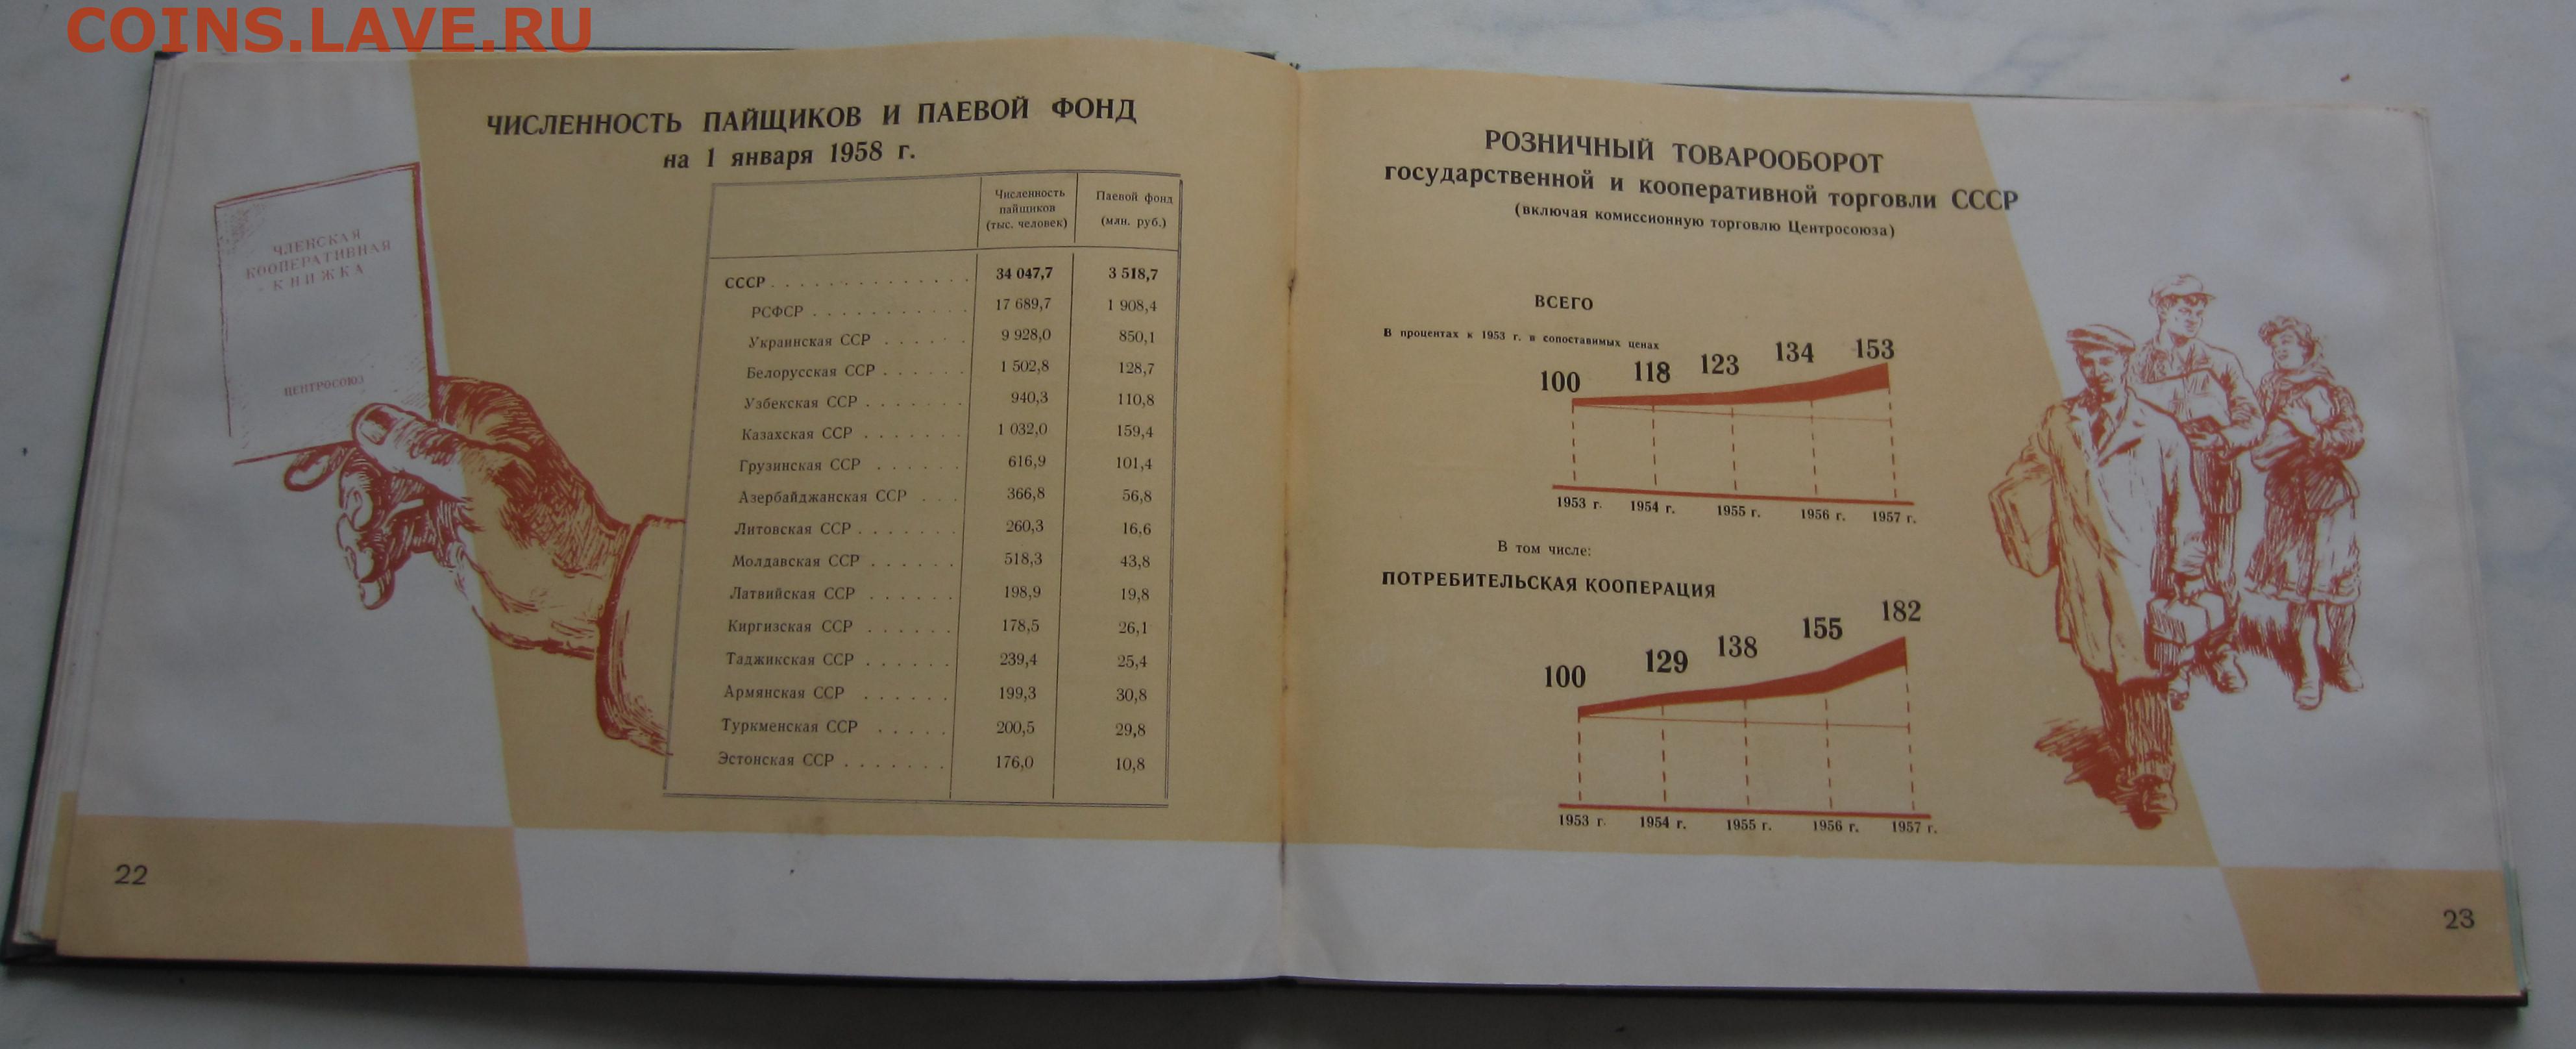 COINS.LAVE.RU
ЧИСЛЕННОСТЬ ПАЙЩИКОВ И ПАЕВОЙ ФОНД
на 1 января 1958 г.
ЧЛЕНСКАЯ
КООПЕРАТИВНАЯ
КНИЖКА
ЦЕНТРОСОЮЗ
Численность пайщиков (тыс. человек) Паевой фонд (млн. руб.)
СССР . . . . . . . . . . . . . . 34 047,7 3 518,7
РСФСР . . . . . . . . . . . 17 689,7 1 908,4
Украинская ССР . . . . . . 9 928,0 850,1
Белорусская ССР . . . . . . 1 502,8 128,7
Узбекская ССР . . . . . . . 940,3 110,8
Казахская ССР . . . . . . . 1 032,0 159,4
Грузинская ССР . . . . . . 616,9 101,4
Азербайджанская ССР . . . 366,8 56,8
Литовская ССР . . . . . . . 260,3 16,6
Молдавская ССР . . . . . . 518,3 43,8
Латвийская ССР . . . . . . 198,9 19,8
Киргизская ССР . . . . . . 178,5 26,1
Таджикская ССР . . . . . . 239,4 25,4
Армянская ССР . . . . . . 199,3 30,8
Туркменская ССР . . . . . 200,5 29,8
Эстонская ССР . . . . . . . 176,0 10,8
22
РОЗНИЧНЫЙ ТОВАРООБОРОТ
государственной и кооперативной торговли СССР
(включая комиссионную торговлю Центросоюза)
ВСЕГО
В процентах к 1953 г. в сопоставимых ценах
100 118 123 134 153
1953 г. 1954 г. 1955 г. 1956 г. 1957 г.
В том числе:
ПОТРЕБИТЕЛЬСКАЯ КООПЕРАЦИЯ
100 129 138 155 182
1953 г. 1954 г. 1955 г. 1956 г. 1957 г.
23